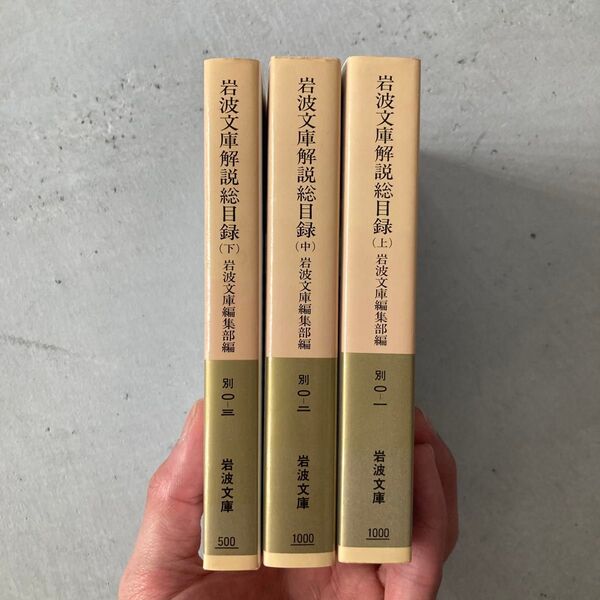 岩波文庫解説総目録(上)
岩波文庫編集部編
別〇-一
岩波文庫
1000
岩波文庫解説総目録(中)
岩波文庫編集部編
別〇-二
岩波文庫
1000
岩波文庫解説総目録(下)
岩波文庫編集部編
別〇-三
岩波文庫
500